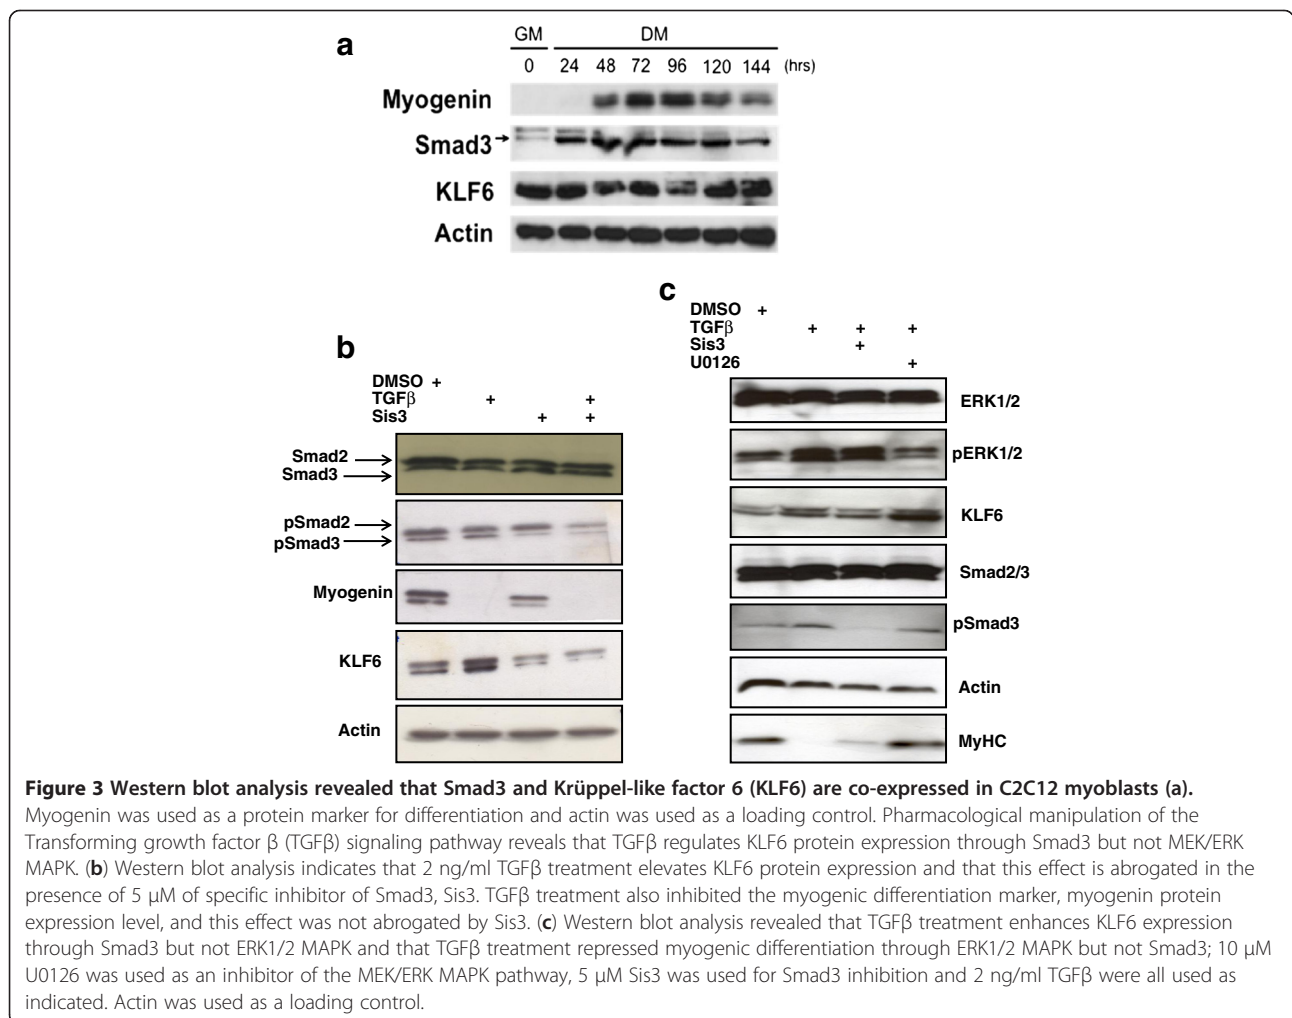 a
GM DM
0 24 48 72 96 120 144 (hrs)
Myogenin
Smad3
KLF6
Actin
b
DMSO +
TGFβ + +
Sis3 + +
Smad2
Smad3
pSmad2
pSmad3
Myogenin
KLF6
Actin
c
DMSO +
TGFβ + + +
Sis3 +
U0126 +
ERK1/2
pERK1/2
KLF6
Smad2/3
pSmad3
Actin
MyHC
Figure 3 Western blot analysis revealed that Smad3 and Krüppel-like factor 6 (KLF6) are co-expressed in C2C12 myoblasts (a).
Myogenin was used as a protein marker for differentiation and actin was used as a loading control. Pharmacological manipulation of the
Transforming growth factor β (TGFβ) signaling pathway reveals that TGFβ regulates KLF6 protein expression through Smad3 but not MEK/ERK
MAPK. (b) Western blot analysis indicates that 2 ng/ml TGFβ treatment elevates KLF6 protein expression and that this effect is abrogated in the
presence of 5 μM of specific inhibitor of Smad3, Sis3. TGFβ treatment also inhibited the myogenic differentiation marker, myogenin protein
expression level, and this effect was not abrogated by Sis3. (c) Western blot analysis revealed that TGFβ treatment enhances KLF6 expression
through Smad3 but not ERK1/2 MAPK and that TGFβ treatment repressed myogenic differentiation through ERK1/2 MAPK but not Smad3; 10 μM
U0126 was used as an inhibitor of the MEK/ERK MAPK pathway, 5 μM Sis3 was used for Smad3 inhibition and 2 ng/ml TGFβ were all used as
indicated. Actin was used as a loading control.